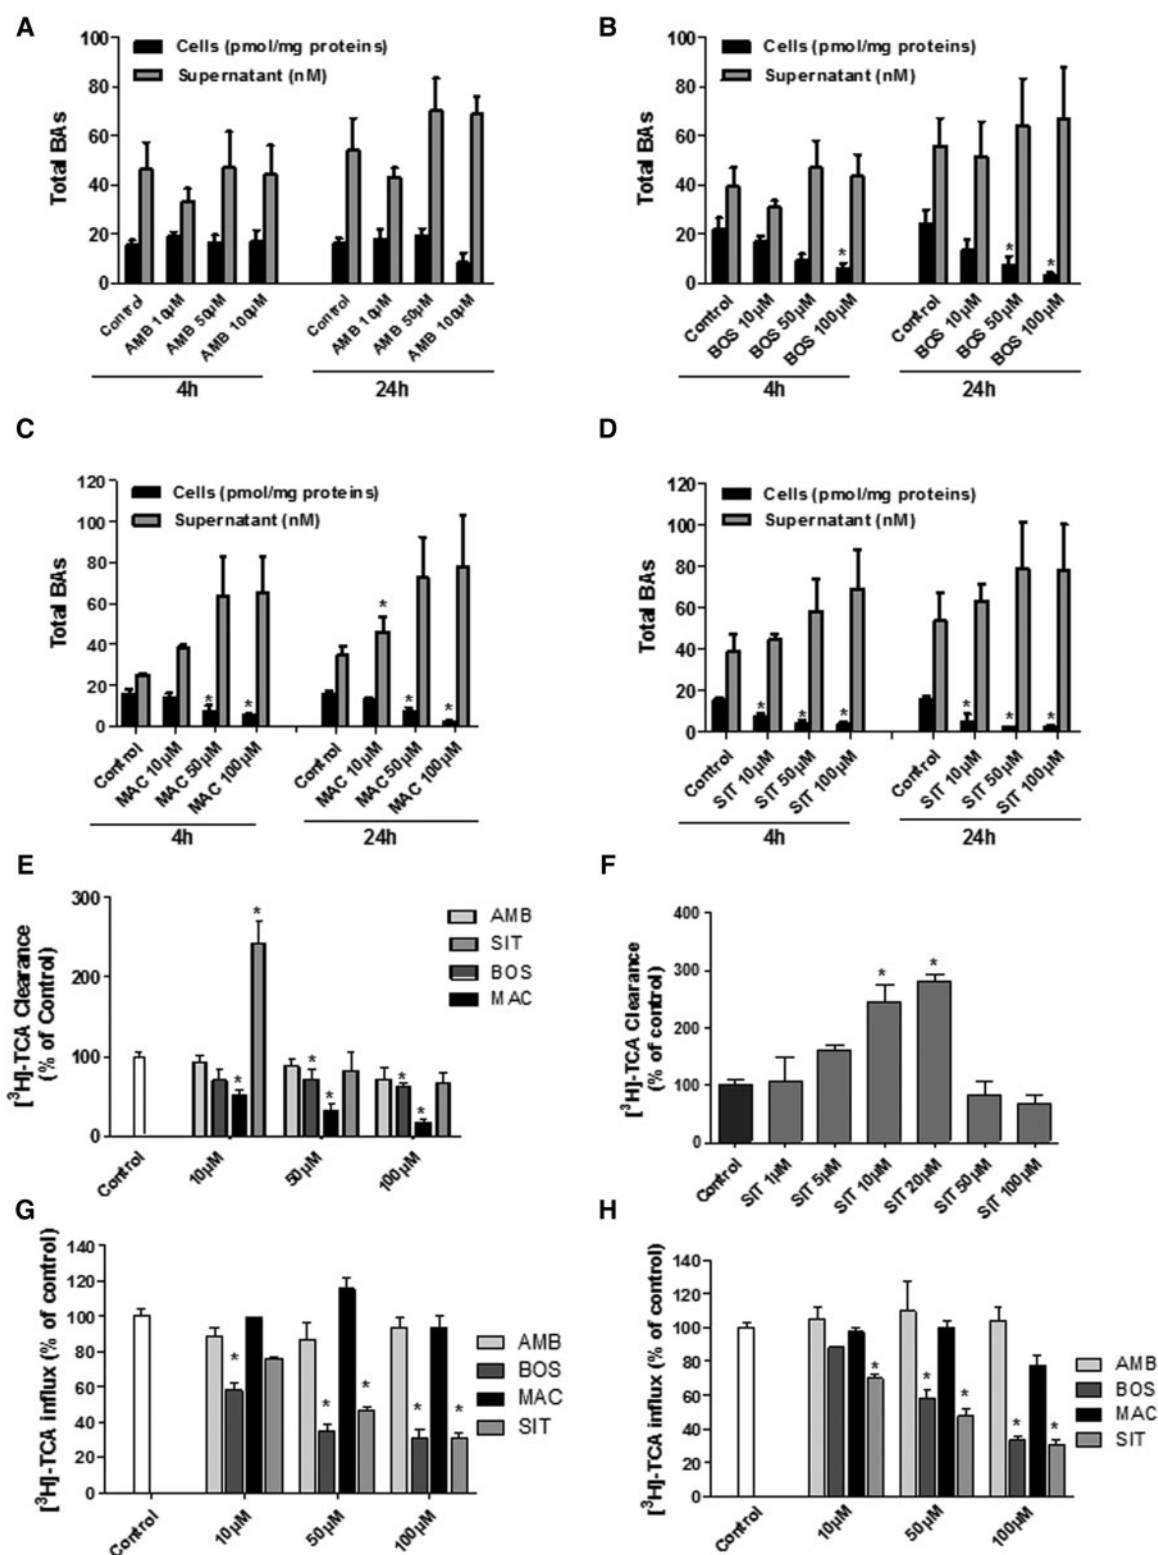 A
Total BAs
100
80
60
40
20
0
Cells (pmol/mg proteins)
Supernatant (nM)
Control
AMB 10µM
AMB 50µM
AMB 100µM
Control
AMB 10µM
AMB 50µM
AMB 100µM
4h
24h
B
Total BAs
100
80
60
40
20
0
Cells (pmol/mg proteins)
Supernatant (nM)
*
*
*
Control
BOS 10µM
BOS 50µM
BOS 100µM
Control
BOS 10µM
BOS 50µM
BOS 100µM
4h
24h
C
Total BAs
120
100
80
60
40
20
0
Cells (pmol/mg proteins)
Supernatant (nM)
*
*
*
*
*
Control
MAC 10µM
MAC 50µM
MAC 100µM
Control
MAC 10µM
MAC 50µM
MAC 100µM
4h
24h
D
Total BAs
120
100
80
60
40
20
0
Cells (pmol/mg proteins)
Supernatant (nM)
*
*
*
*
*
*
Control
SIT 10µM
SIT 50µM
SIT 100µM
Control
SIT 10µM
SIT 50µM
SIT 100µM
4h
24h
E
[³H]-TCA Clearance
(% of Control)
300
200
100
0
AMB
SIT
BOS
MAC
*
*
*
*
*
*
Control
10µM
50µM
100µM
F
[³H]-TCA Clearance
(% of control)
400
300
200
100
0
*
*
Control
SIT 1µM
SIT 5µM
SIT 10µM
SIT 20µM
SIT 50µM
SIT 100µM
G
[³H]-TCA influx (% of control)
140
120
100
80
60
40
20
0
AMB
BOS
MAC
SIT
*
*
*
*
*
Control
10µM
50µM
100µM
H
[³H]-TCA influx (% of control)
140
120
100
80
60
40
20
0
AMB
BOS
MAC
SIT
*
*
*
*
*
Control
10µM
50µM
100µM